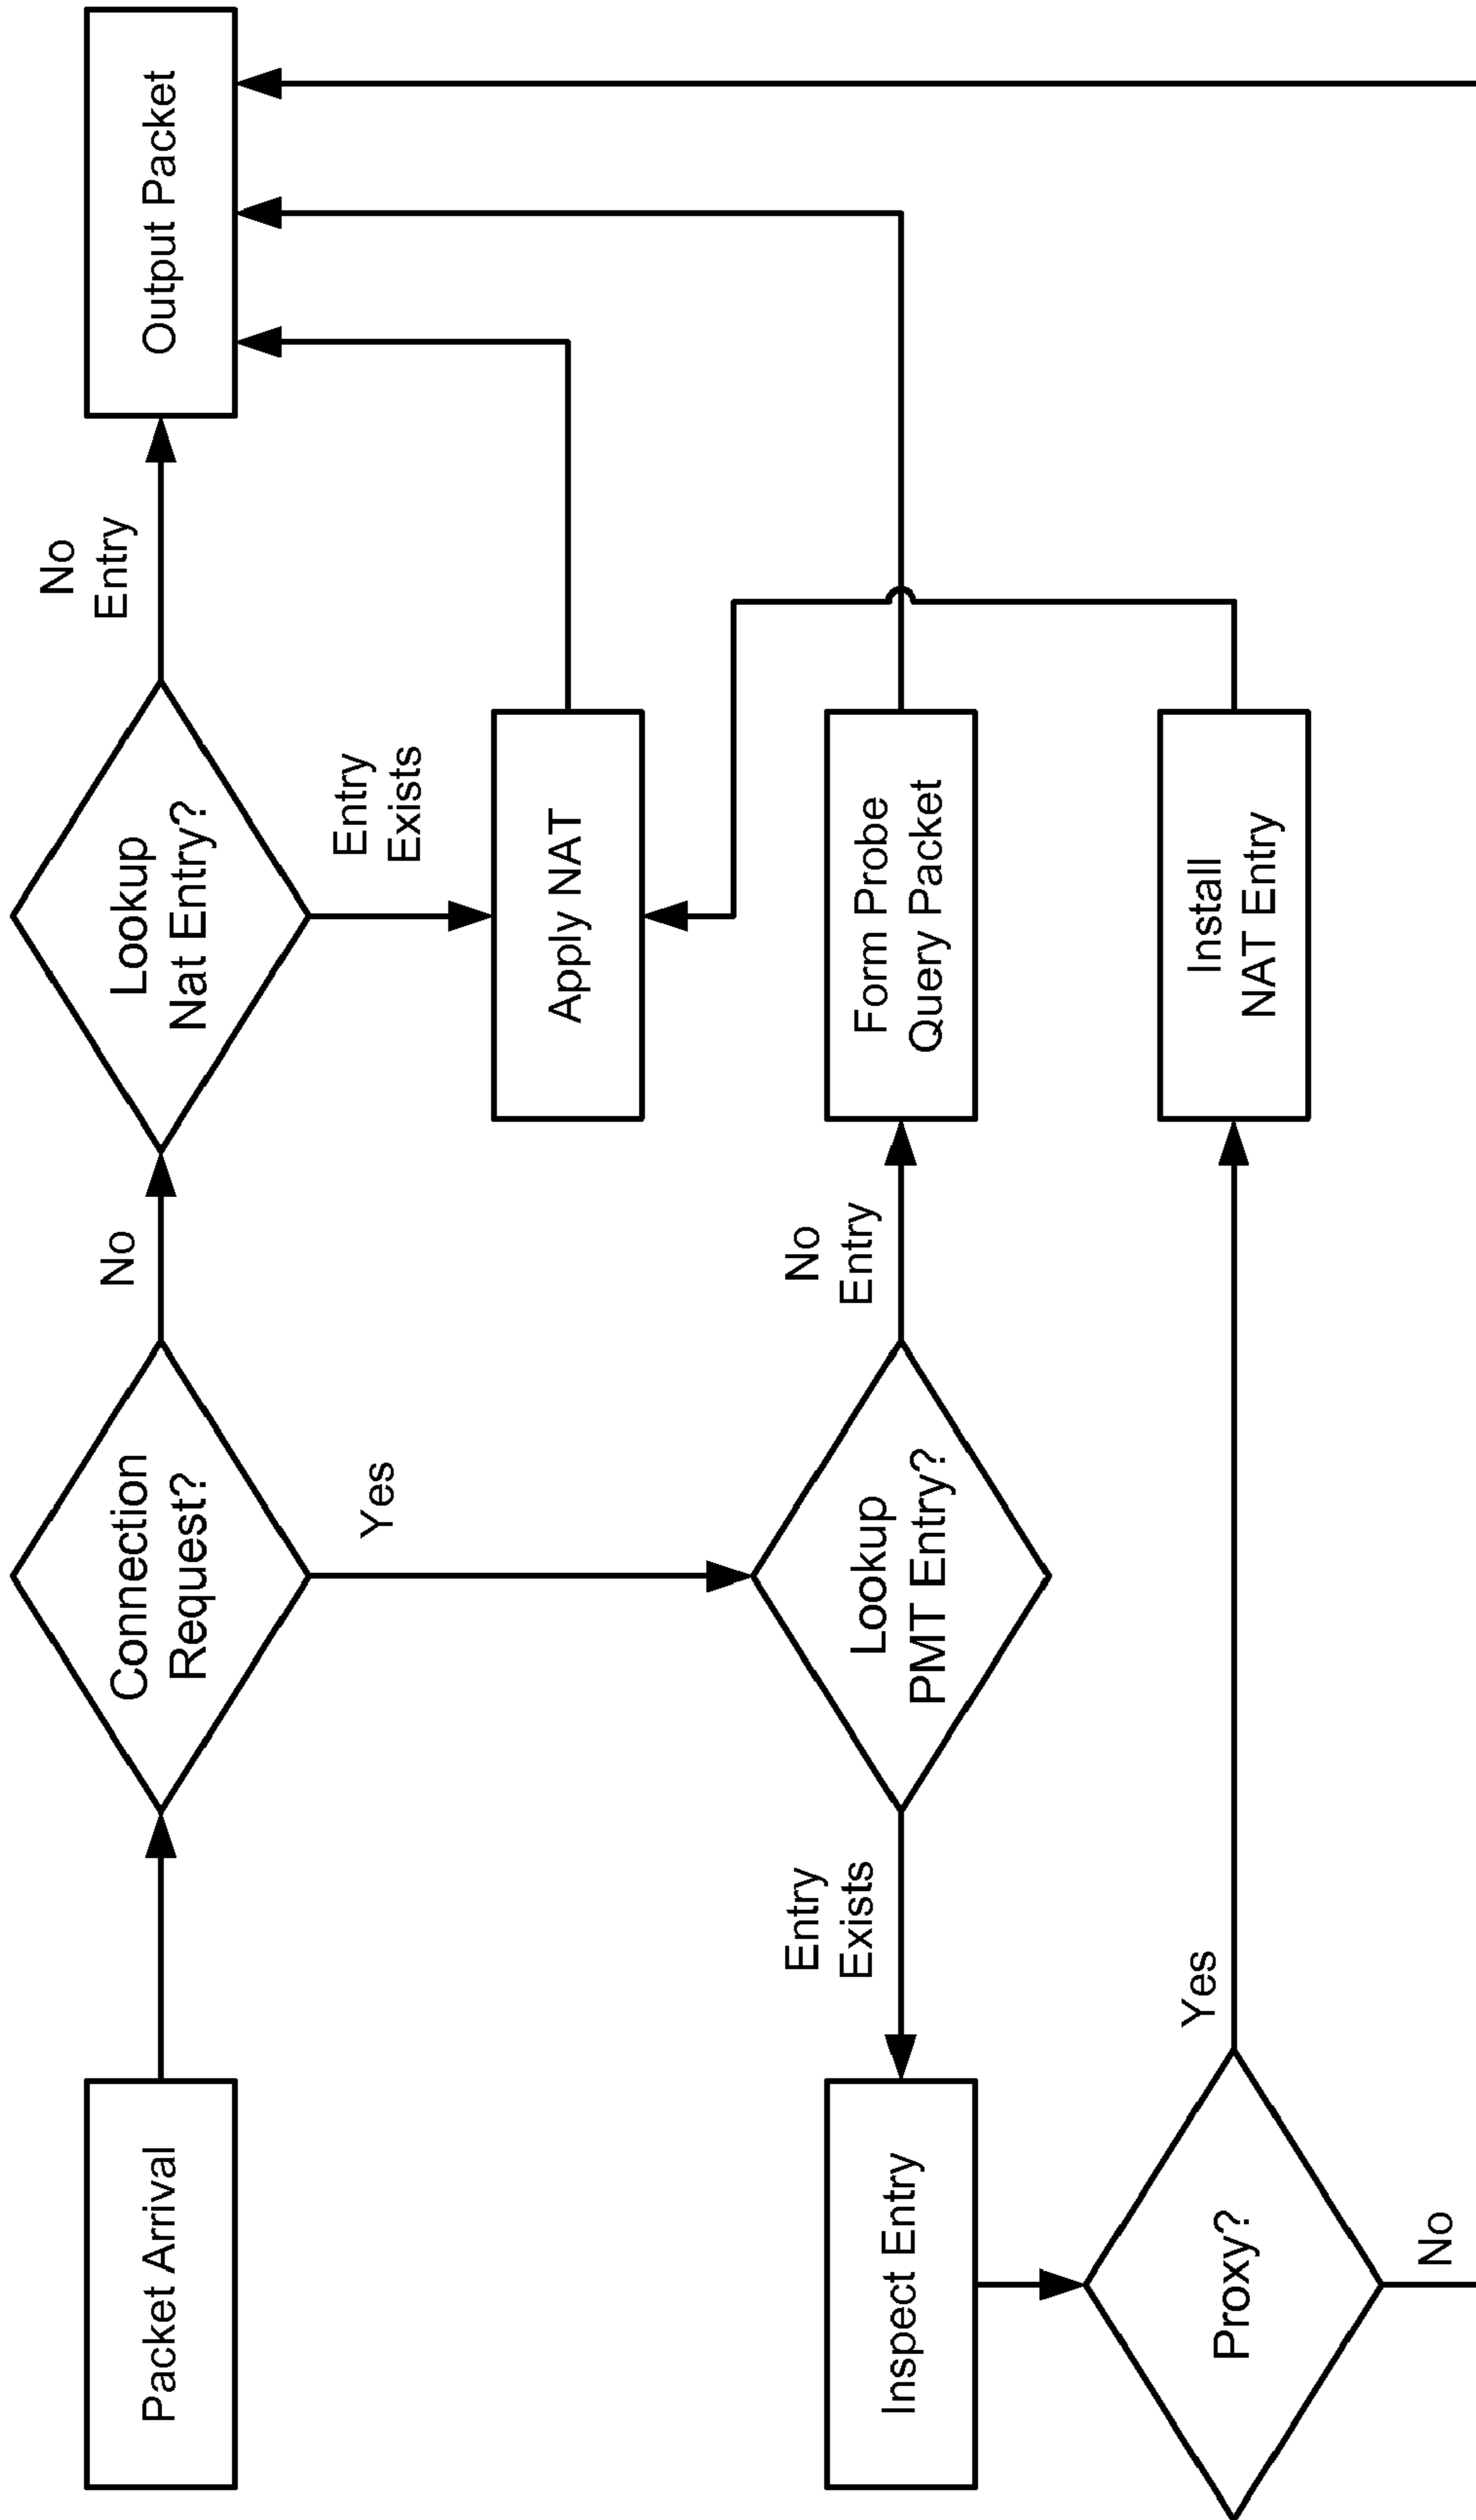 Packet Arrival
Connection
Request?
No
Lookup
Nat Entry?
No
Entry
Output Packet
Yes
Entry
Exists
Apply NAT
Entry
Exists
Lookup
PMT Entry?
No
Entry
Form Probe
Query Packet
Inspect Entry
Proxy?
Yes
Install
NAT Entry
No